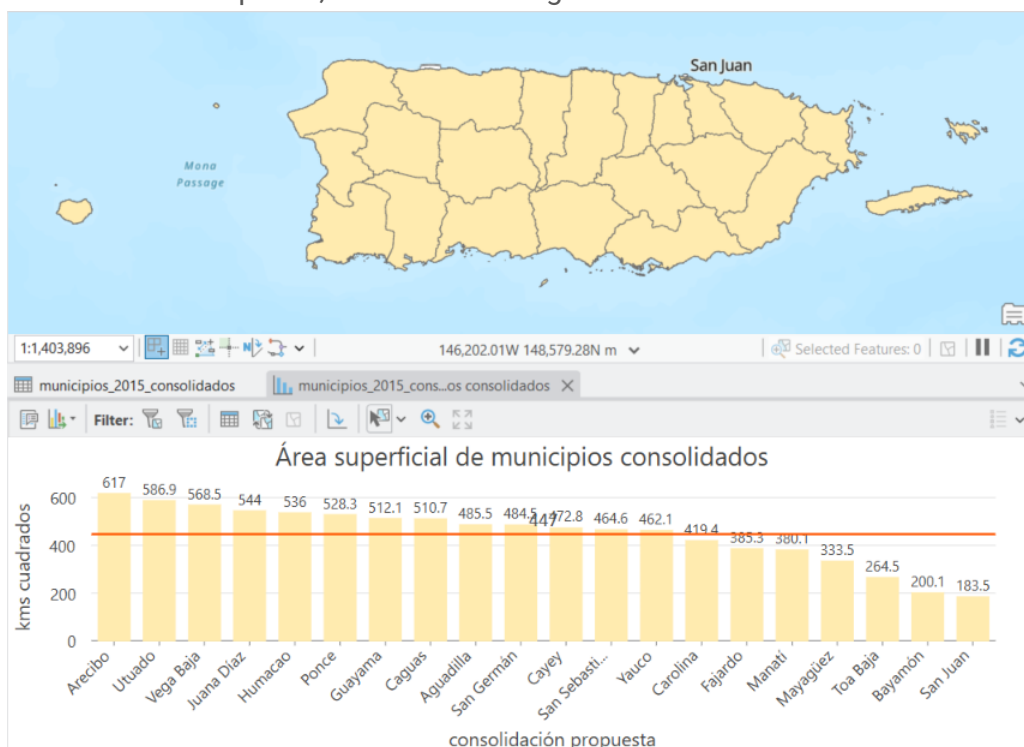 San Juan
Mona
Passage
1:1,403,896
146,202.01W 148,579.28N m
Selected Features: 0
municipios_2015_consolidados
municipios_2015_cons...os consolidados
Filter:
Área superficial de municipios consolidados
kms cuadrados
600
400
200
0
617
586.9
568.5
544
536
528.3
512.1
510.7
485.5
484.5
447
472.8
464.6
462.1
419.4
385.3
380.1
333.5
264.5
200.1
183.5
Arecibo
Utuado
Vega Baja
Juana Díaz
Humacao
Ponce
Guayama
Caguas
Aguadilla
San Germán
Cayey
San Sebasti...
Yauco
Carolina
Fajardo
Manatí
Mayagüez
Toa Baja
Bayamón
San Juan
consolidación propuesta